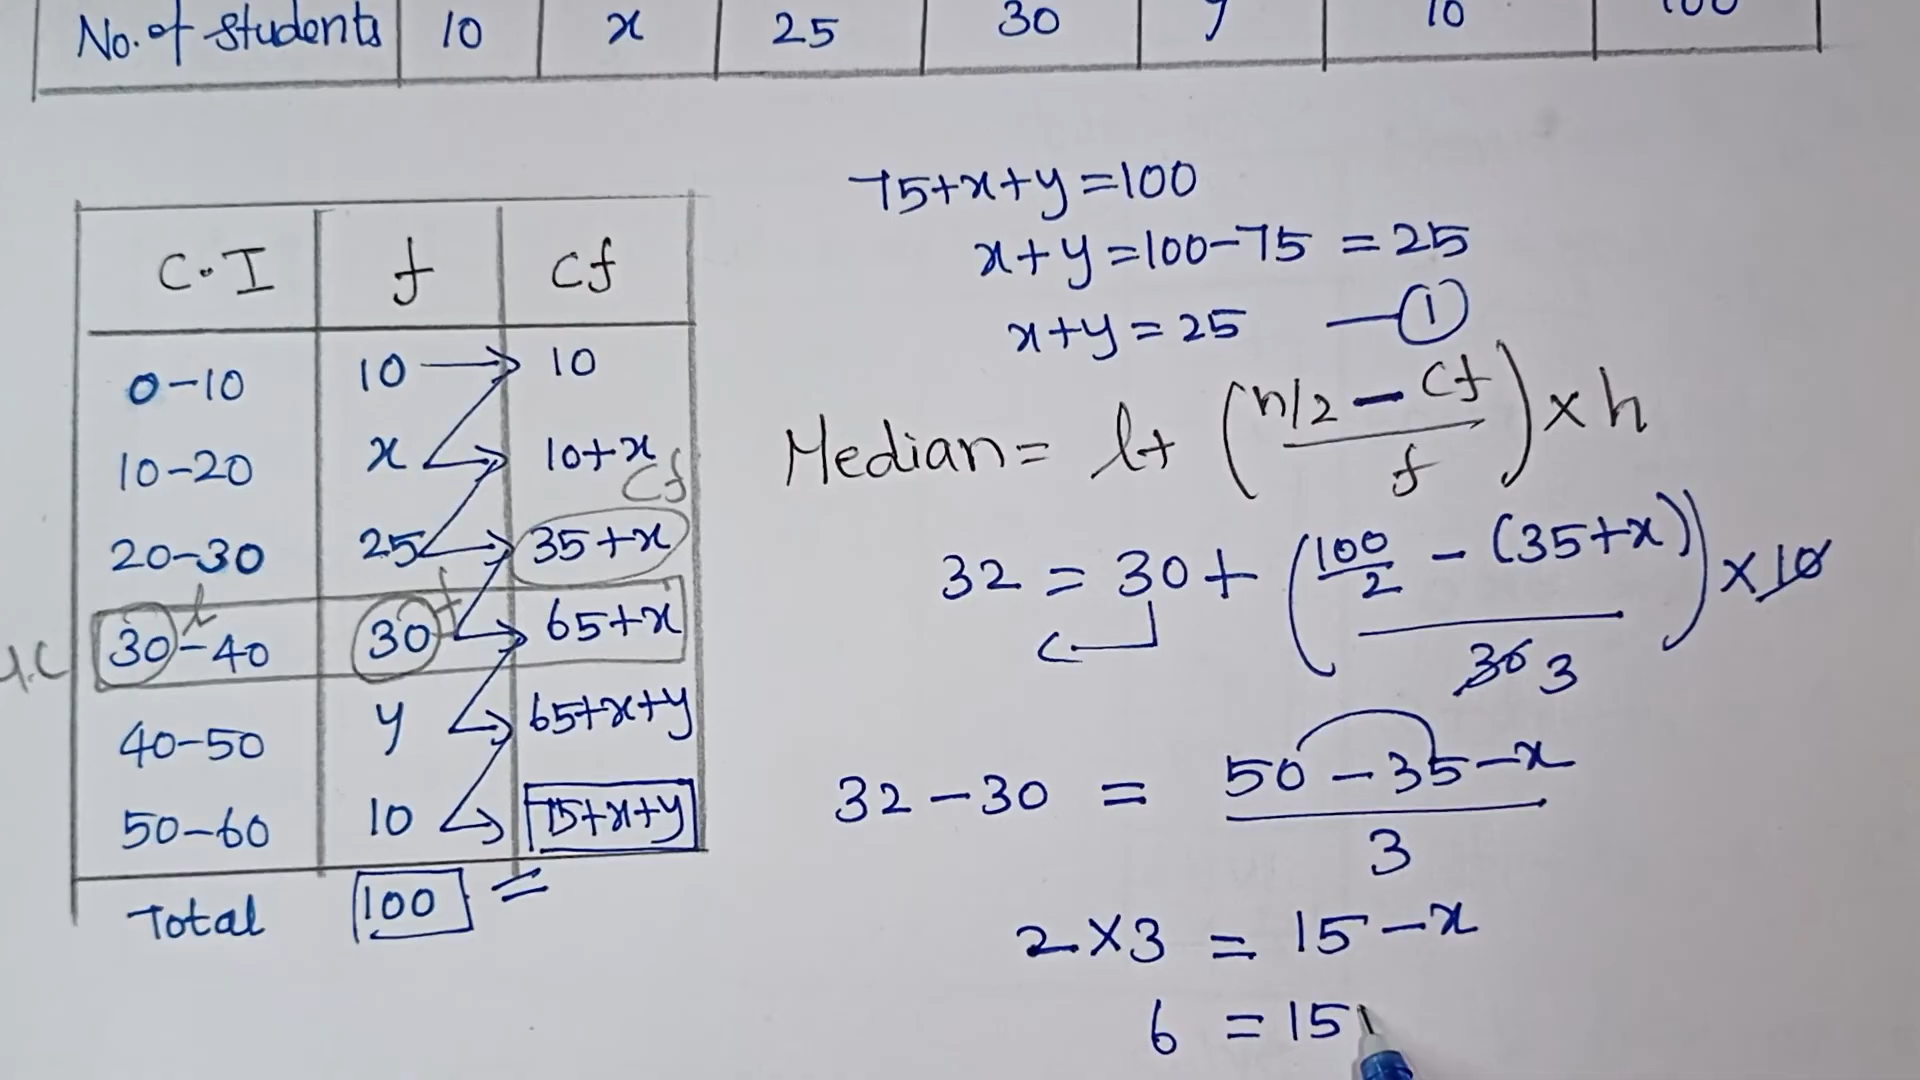 No. of Students 10 x 25 30 y 10 100
C.I f Cf
0-10 10 10
10-20 x 10+x
Cf
20-30 25 35+x
l f
30-40 30 65+x
40-50 y 65+x+y
50-60 10 75+x+y
Total 100 =
75+x+y=100
x+y=100-75 =25
x+y=25 —①
Median= l+ (n/2 - Cf / f) x h
32 = 30+ (100/2 - (35+x) / 30 3) x 10
32-30 = 50-35-x / 3
2x3 = 15-x
6 = 15